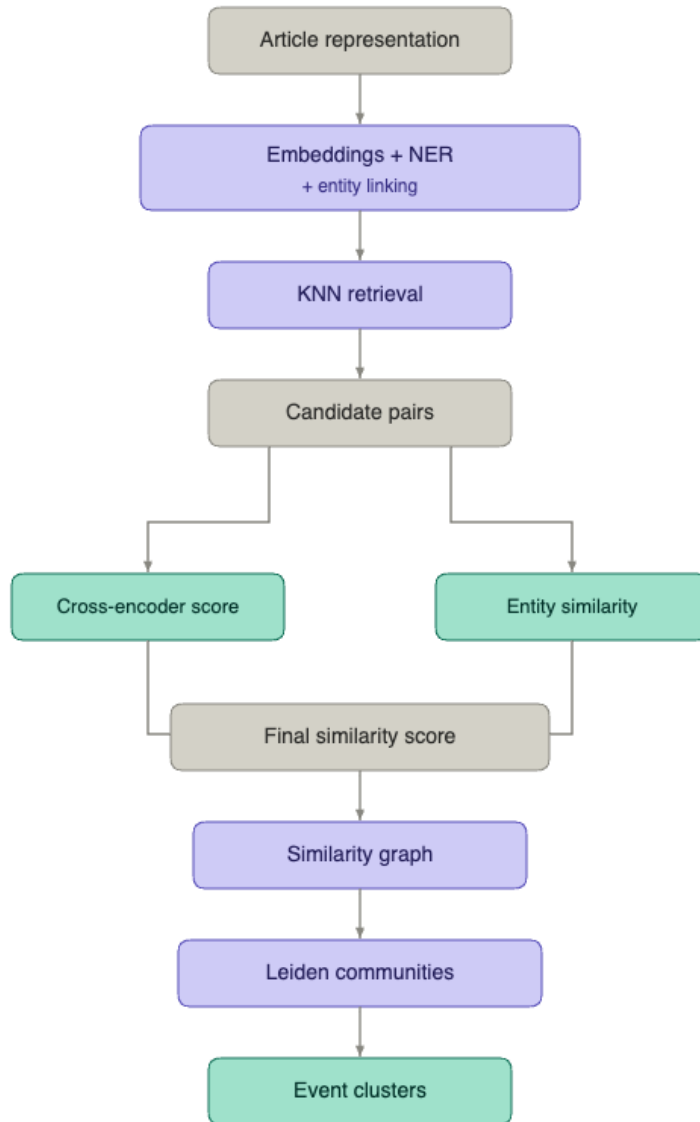 Article representation
Embeddings + NER
+ entity linking
KNN retrieval
Candidate pairs
Cross-encoder score
Entity similarity
Final similarity score
Similarity graph
Leiden communities
Event clusters